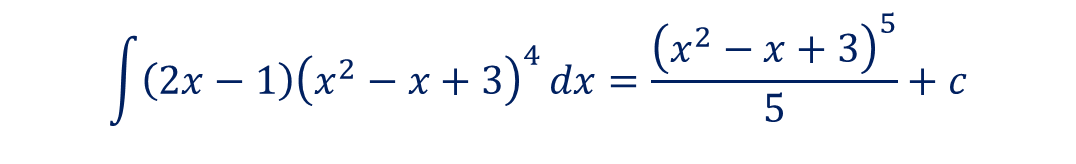 ∫(2x − 1)(x² − x + 3)⁴ dx = (x² − x + 3)⁵/5 + c